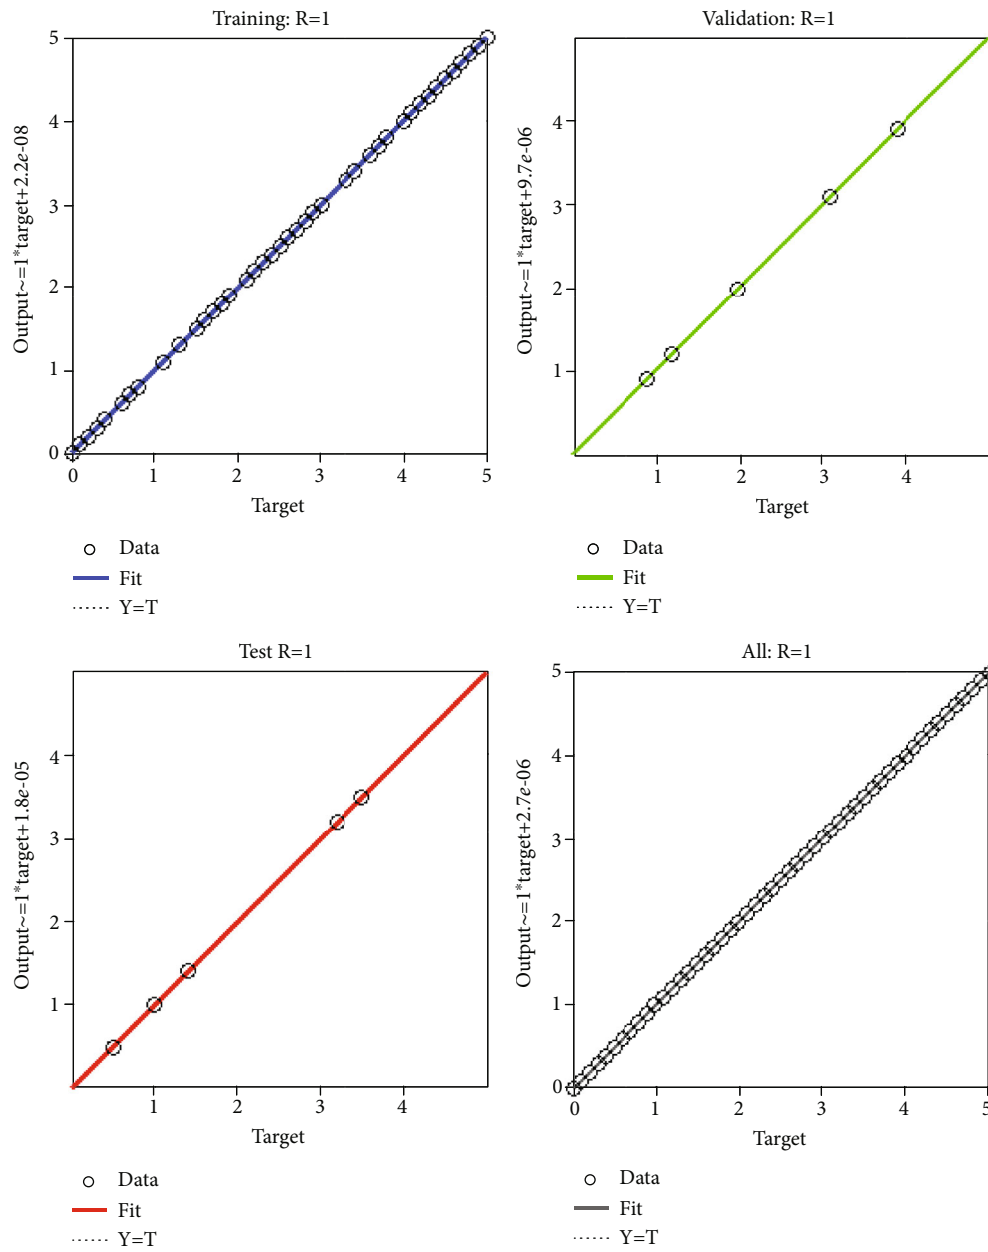 Training: R=1
Output~=1*target+2.2e-08
5
4
3
2
1
0
0 1 2 3 4 5
Target
Data
Fit
Y=T
Validation: R=1
Output~=1*target+9.7e-06
4
3
2
1
1 2 3 4
Target
Data
Fit
Y=T
Test R=1
Output~=1*target+1.8e-05
4
3
2
1
1 2 3 4
Target
Data
Fit
Y=T
All: R=1
Output~=1*target+2.7e-06
5
4
3
2
1
0
0 1 2 3 4 5
Target
Data
Fit
Y=T